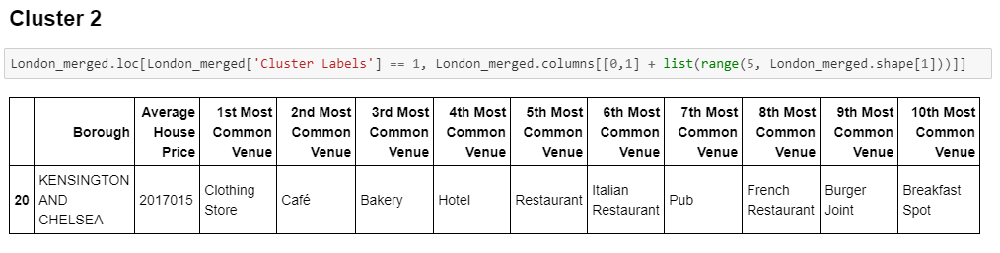 Cluster 2
London_merged.loc[London_merged['Cluster Labels'] == 1, London_merged.columns[[0,1] + list(range(5, London_merged.shape[1]))]]
Borough Average House Price 1st Most Common Venue 2nd Most Common Venue 3rd Most Common Venue 4th Most Common Venue 5th Most Common Venue 6th Most Common Venue 7th Most Common Venue 8th Most Common Venue 9th Most Common Venue 10th Most Common Venue
20 KENSINGTON AND CHELSEA 2017015 Clothing Store Café Bakery Hotel Restaurant Italian Restaurant Pub French Restaurant Burger Joint Breakfast Spot